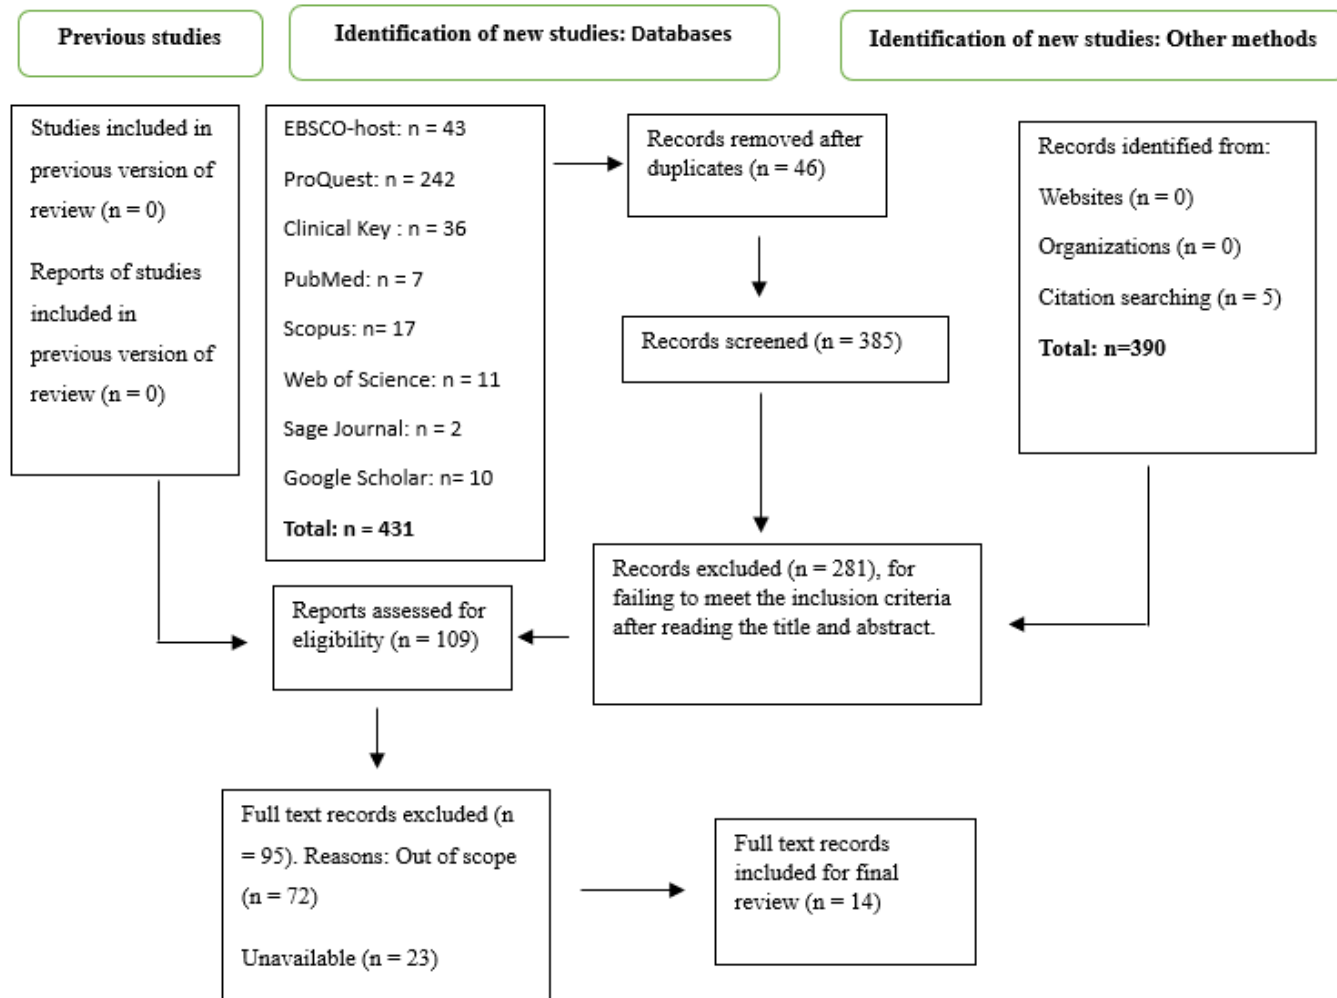 Previous studies
Identification of new studies: Databases
Identification of new studies: Other methods
Studies included in
previous version of
review (n = 0)
Reports of studies
included in
previous version of
review (n = 0)
EBSCO-host: n = 43
ProQuest: n = 242
Clinical Key : n = 36
PubMed: n = 7
Scopus: n= 17
Web of Science: n = 11
Sage Journal: n = 2
Google Scholar: n= 10
Total: n = 431
Records removed after
duplicates (n = 46)
Records screened (n = 385)
Records identified from:
Websites (n = 0)
Organizations (n = 0)
Citation searching (n = 5)
Total: n=390
Records excluded (n = 281), for
failing to meet the inclusion criteria
after reading the title and abstract.
Reports assessed for
eligibility (n = 109)
Full text records excluded (n
= 95). Reasons: Out of scope
(n = 72)
Unavailable (n = 23)
Full text records
included for final
review (n = 14)